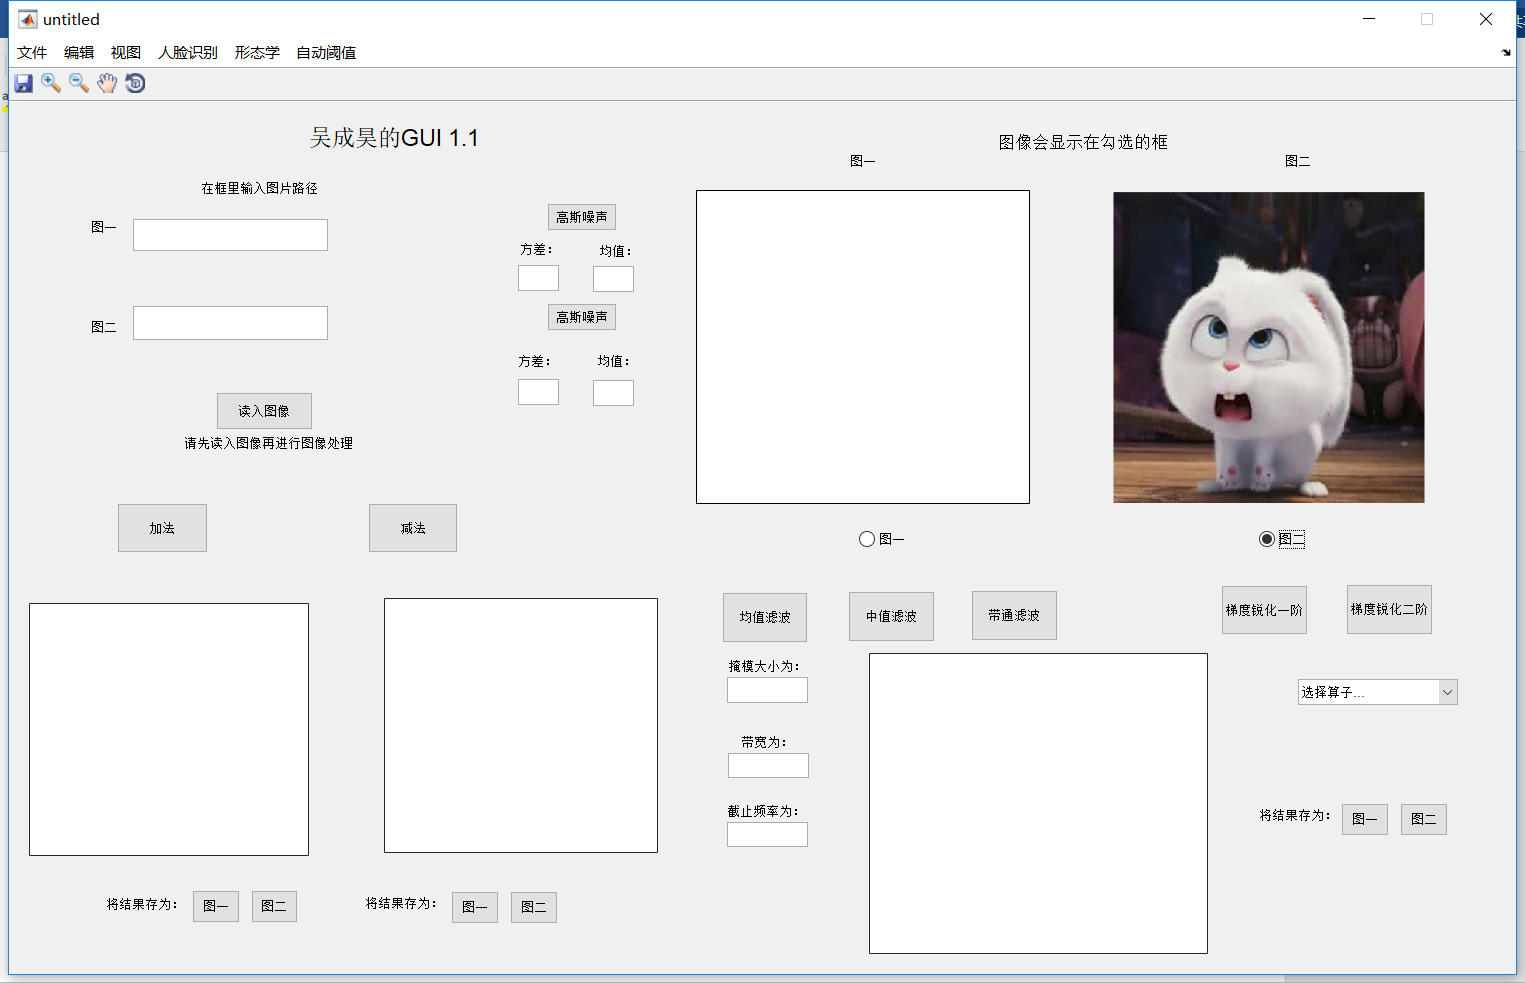 untitled
文件 编辑 视图 人脸识别 形态学 自动阈值
吴成昊的GUI 1.1
图像会显示在勾选的框
图一
图二
在框里输入图片路径
图一
图二
读入图像
请先读入图像再进行图像处理
高斯噪声
方差：
均值：
高斯噪声
方差：
均值：
图一
图二
加法
减法
均值滤波
中值滤波
带通滤波
梯度锐化一阶
梯度锐化二阶
掩模大小为：
带宽为：
截止频率为：
选择算子...
将结果存为：
图一
图二
将结果存为：
图一
图二
将结果存为：
图一
图二